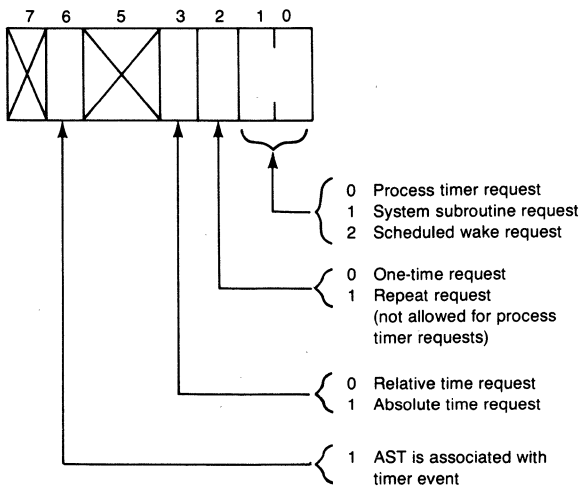 7 6 5 3 2 1 0
0 Process timer request
1 System subroutine request
2 Scheduled wake request
0 One-time request
1 Repeat request
(not allowed for process
timer requests)
0 Relative time request
1 Absolute time request
1 AST is associated with
timer event